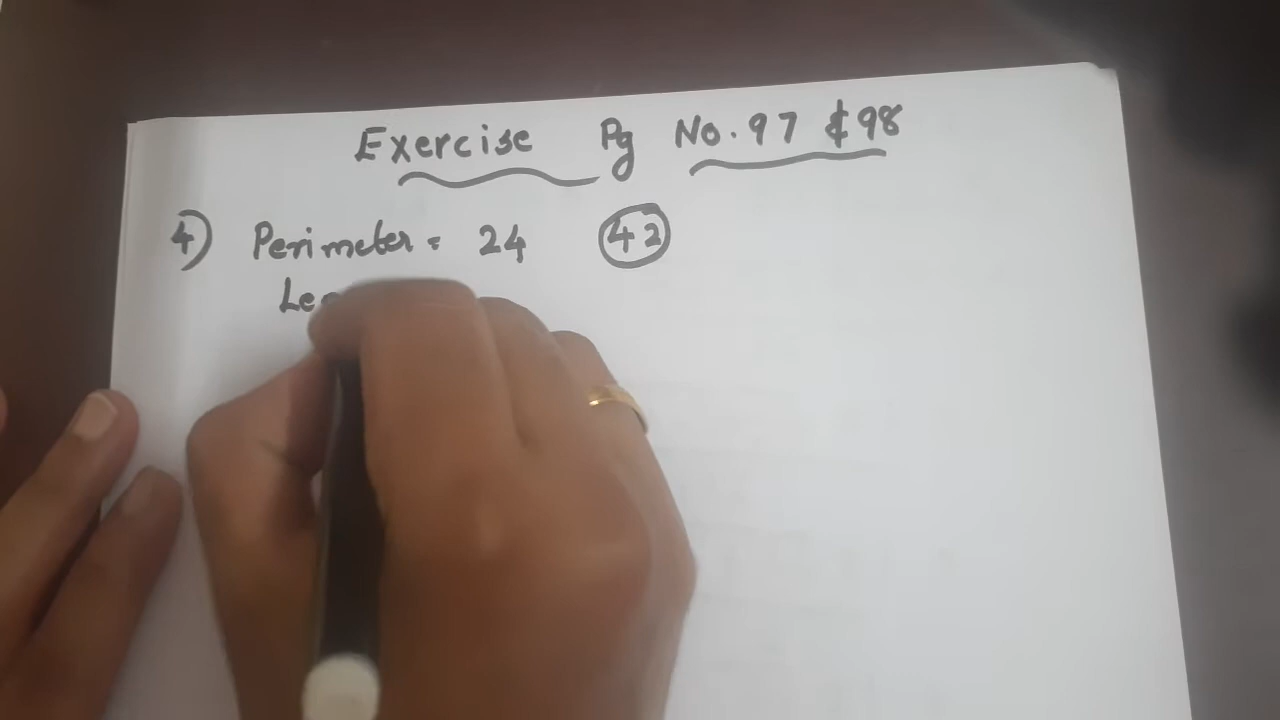 Exercise Pg No. 97 & 98
4) Perimeter = 24 42